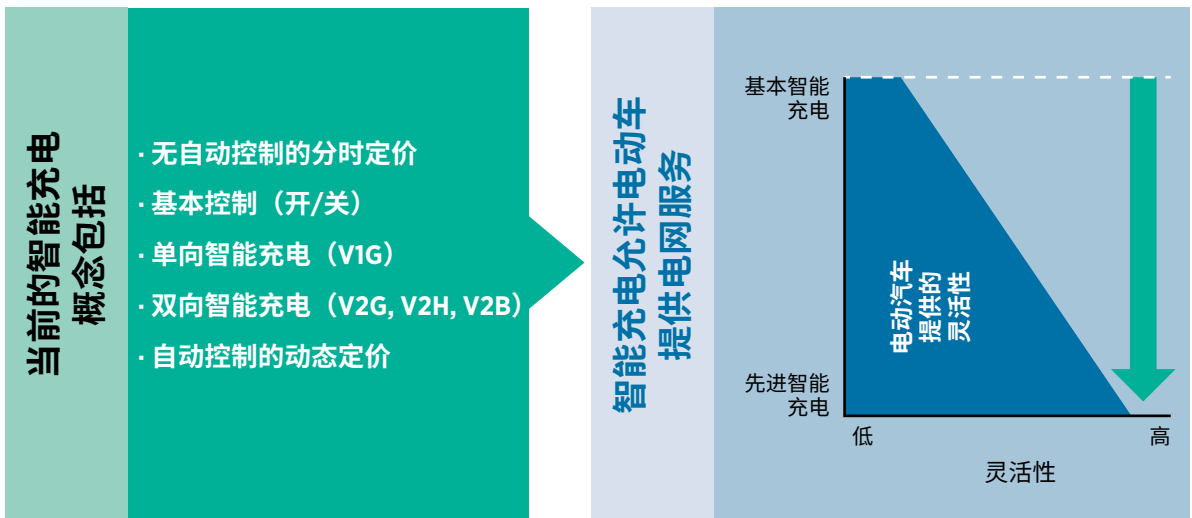 当前的智能充电
概念包括
· 无自动控制的分时定价
· 基本控制（开/关）
· 单向智能充电（V1G）
· 双向智能充电（V2G, V2H, V2B）
· 自动控制的动态定价
智能充电允许电动车
提供电网服务
基本智能
充电
电动汽车
提供的
灵活性
先进智能
充电
低
高
灵活性